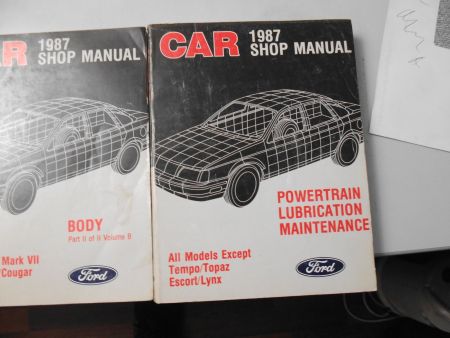 CAR 1987
SHOP MANUAL
BODY
Part II of II Volume B
Mark VII
/Cougar
Ford
CAR 1987
SHOP MANUAL
POWERTRAIN
LUBRICATION
MAINTENANCE
All Models Except
Tempo/Topaz
Escort/Lynx
Ford